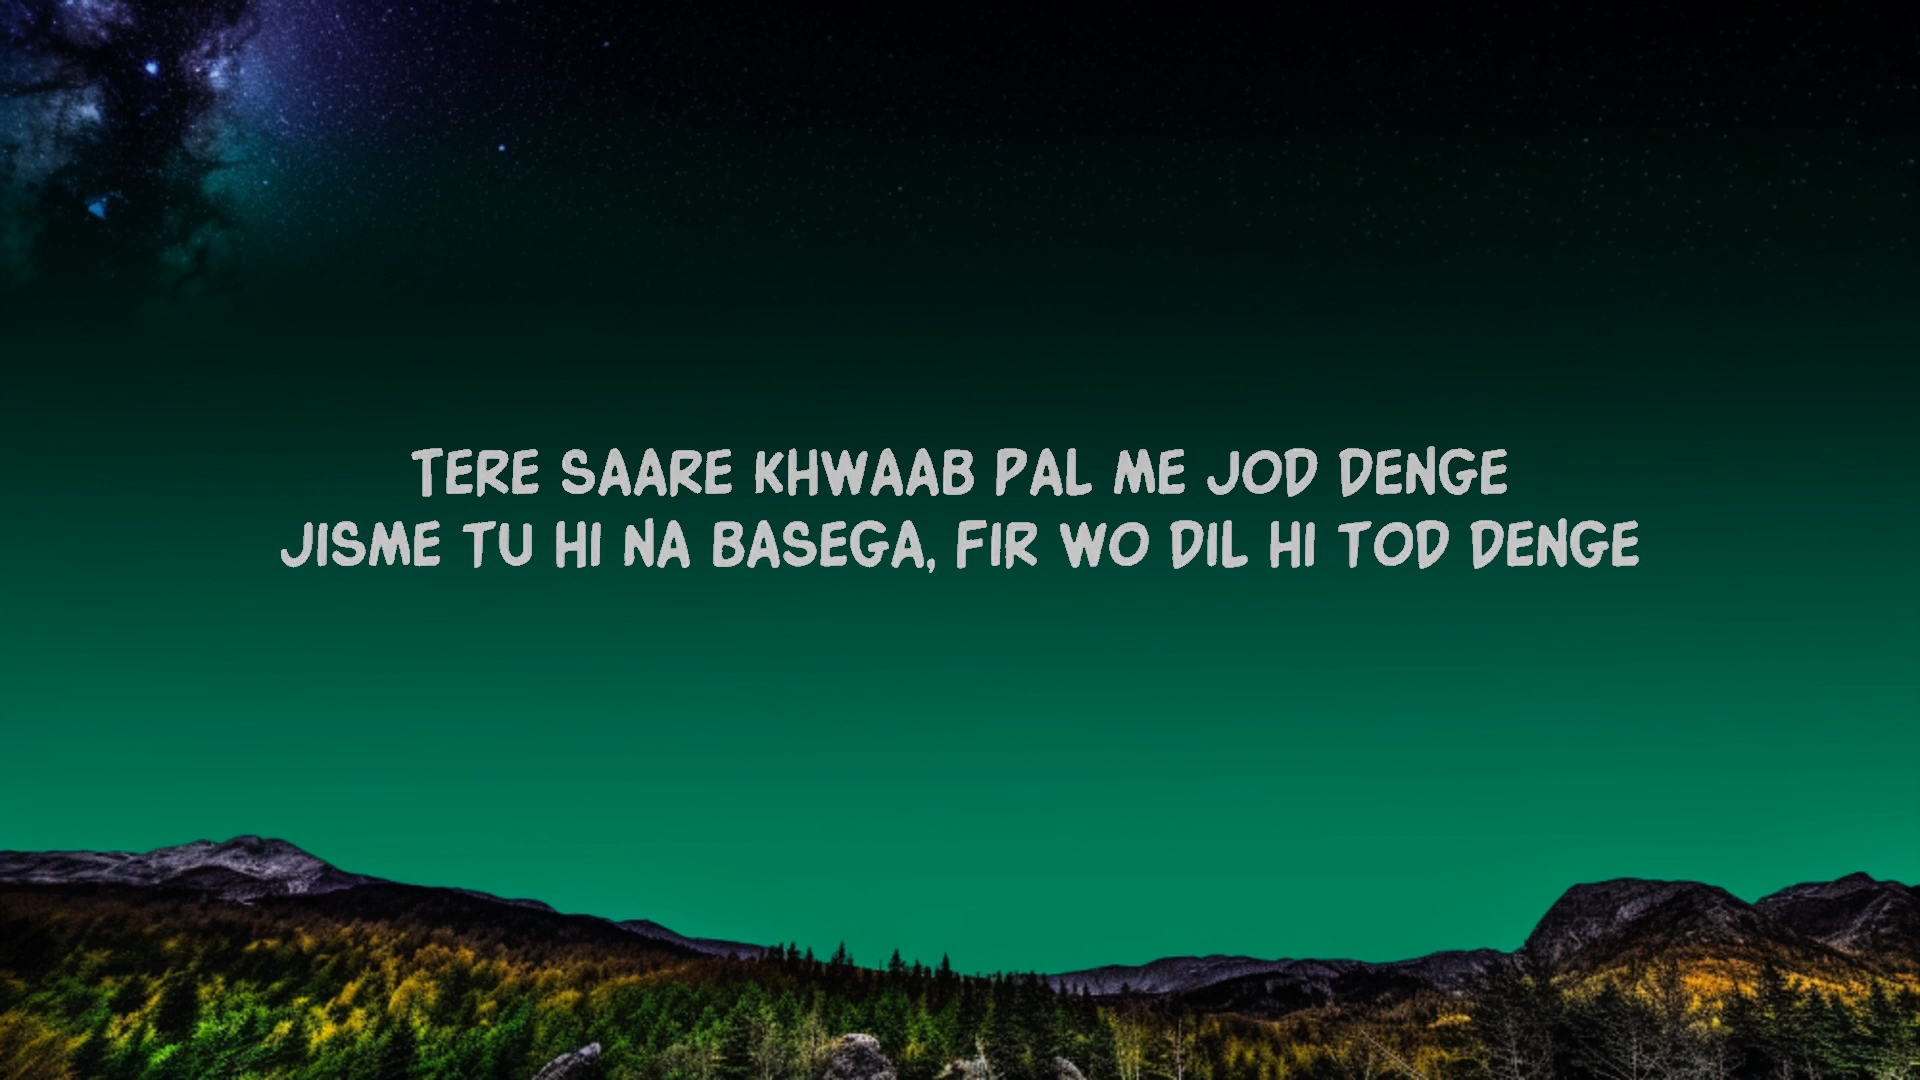 TERE SAARE KHWAAB PAL ME JOD DENGE
JISME TU HI NA BASEGA, FIR WO DIL HI TOD DENGE